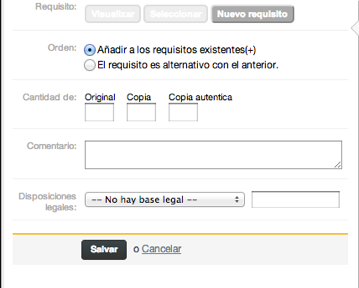 Requisito: Visualizar Seleccionar Nuevo requisito
Orden: Añadir a los requisitos existentes(+)
El requisito es alternativo con el anterior.
Cantidad de: Original Copia Copia autentica
Comentario:
Disposiciones legales: -- No hay base legal --
Salvar o Cancelar